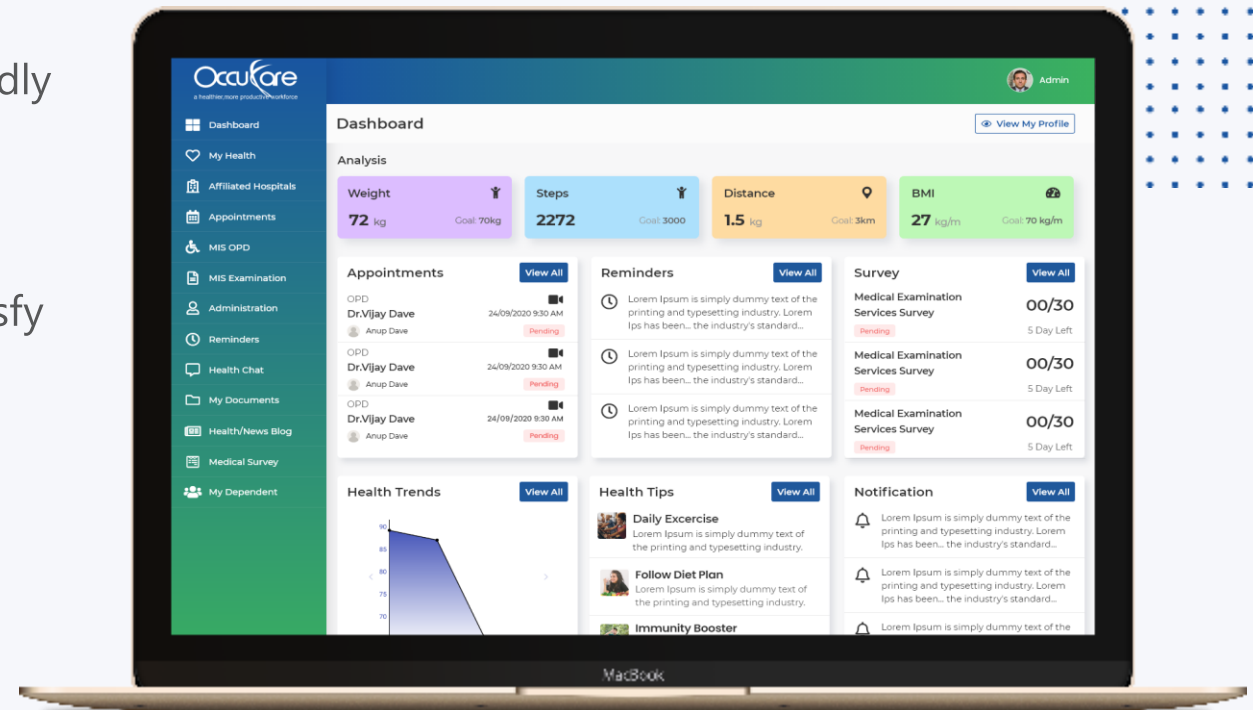 dly
sfy
OccuCare
a healthier,more productive workforce
Admin
Dashboard
My Health
Affiliated Hospitals
Appointments
MIS OPD
MIS Examination
Administration
Reminders
Health Chat
My Documents
Health/News Blog
Medical Survey
My Dependent
Dashboard
View My Profile
Analysis
Weight
72 kg
Goal: 70kg
Steps
2272
Goal: 3000
Distance
1.5 kg
Goal: 3km
BMI
27 kg/m
Goal: 70 kg/m
Appointments
View All
OPD
Dr.Vijay Dave
24/09/2020 9:30 AM
Anup Dave
Pending
OPD
Dr.Vijay Dave
24/09/2020 9:30 AM
Anup Dave
Pending
OPD
Dr.Vijay Dave
24/09/2020 9:30 AM
Anup Dave
Pending
Reminders
View All
Lorem Ipsum is simply dummy text of the
printing and typesetting industry. Lorem
Ips has been... the industry's standard...
Lorem Ipsum is simply dummy text of the
printing and typesetting industry. Lorem
Ips has been... the industry's standard...
Lorem Ipsum is simply dummy text of the
printing and typesetting industry. Lorem
Ips has been... the industry's standard...
Survey
View All
Medical Examination
Services Survey
00/30
Pending
5 Day Left
Medical Examination
Services Survey
00/30
Pending
5 Day Left
Medical Examination
Services Survey
00/30
Pending
5 Day Left
Health Trends
View All
90
85
80
75
70
Health Tips
View All
Daily Excercise
Lorem Ipsum is simply dummy text of
the printing and typesetting industry.
Follow Diet Plan
Lorem Ipsum is simply dummy text of
the printing and typesetting industry.
Immunity Booster
Notification
View All
Lorem Ipsum is simply dummy text of the
printing and typesetting industry. Lorem
Ips has been... the industry's standard...
Lorem Ipsum is simply dummy text of the
printing and typesetting industry. Lorem
Ips has been... the industry's standard...
Lorem Ipsum is simply dummy text of the
MacBook